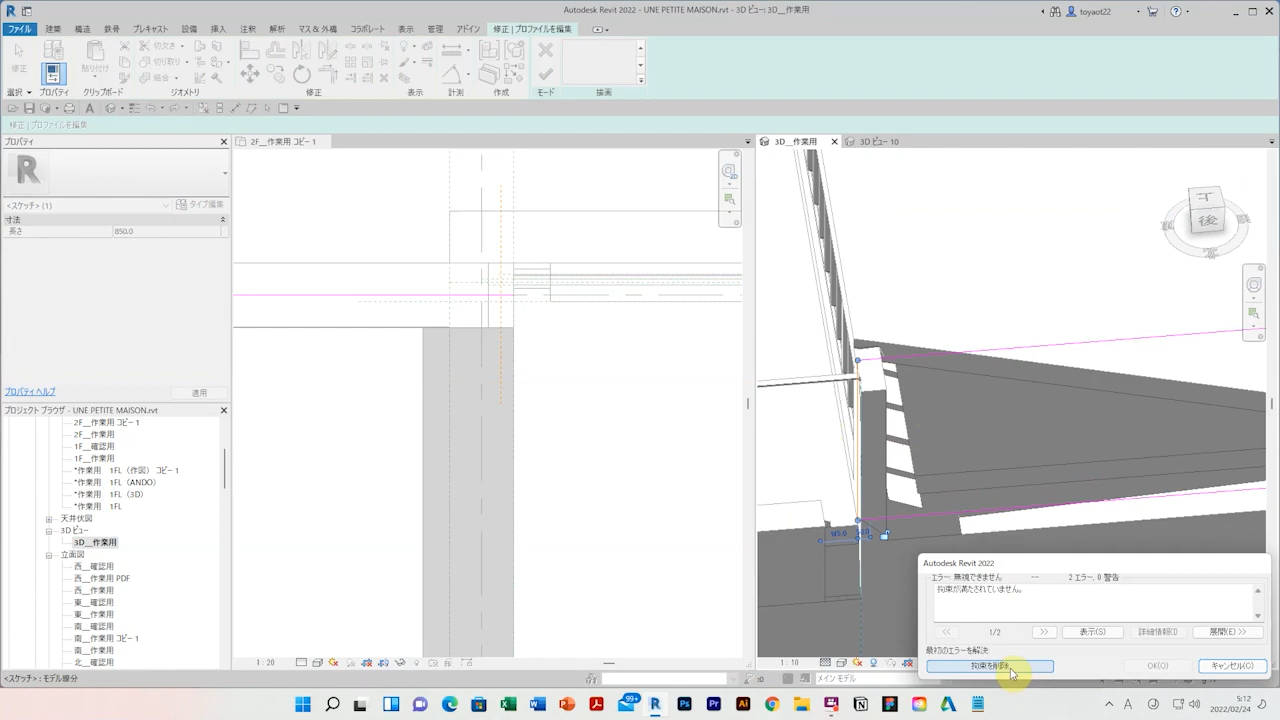 Autodesk Revit 2022 - UNE PETITE MAISON.rvt - 3D ビュー: 3D__作業用
toyaot22
ファイル 建築 構造 鉄骨 プレキャスト 設備 挿入 注釈 解析 マス & 外構 コラボレート 表示 管理 アドイン 修正 | プロファイルを編集
修正 貼り付け 切欠き 切り取り 結合
選択 プロパティ クリップボード ジオメトリ 修正 表示 計測 作成 モード 描画
修正 | プロファイルを編集
プロパティ
2F__作業用 コピー 1
3D__作業用
3D ビュー 10
<スケッチ> (1)
タイプ編集
寸法
長さ 850.0
後
プロパティ ヘルプ
適用
プロジェクト ブラウザ - UNE PETITE MAISON.rvt
2F__作業用 コピー 1
2F__作業用
1F__確認用
1F__作業用
*作業用 1FL (作図) コピー 1
*作業用 1FL (ANDO)
*作業用 1FL (3D)
*作業用 1FL
天井伏図
3D ビュー
3D__作業用
立面図
西__確認用
西__作業用 PDF
西__作業用
東__確認用
東__作業用
南__確認用
南__作業用 コピー 1
南__作業用
北__確認用
145.0
Autodesk Revit 2022
エラー: 無視できません -- 2 エラー, 0 警告
拘束が満たされていません。
<< 1/2 >> 表示(S) 詳細情報(I) 展開(E) >>
最初のエラーを解決:
拘束を削除
OK(O) キャンセル(C)
1 : 20
1 : 10
選択 - モデル線分
メイン モデル
99+
A
5:12
2022/02/24